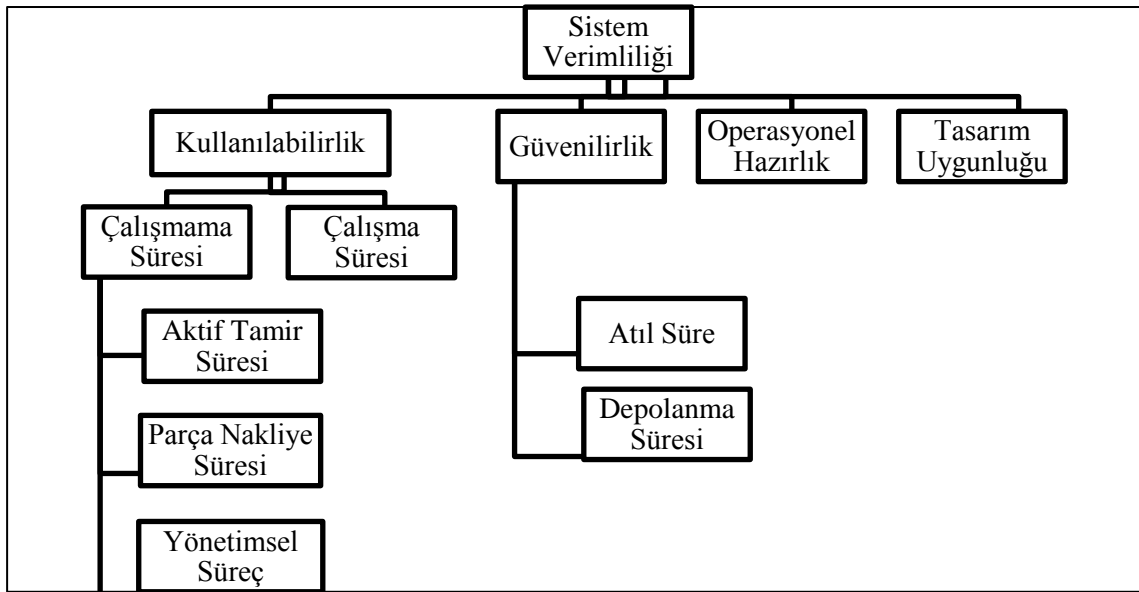 Sistem
Verimliliği
Kullanılabilirlik
Güvenilirlik
Operasyonel
Hazırlık
Tasarım
Uygunluğu
Çalışmama
Süresi
Çalışma
Süresi
Aktif Tamir
Süresi
Atıl Süre
Parça Nakliye
Süresi
Depolanma
Süresi
Yönetimsel
Süreç